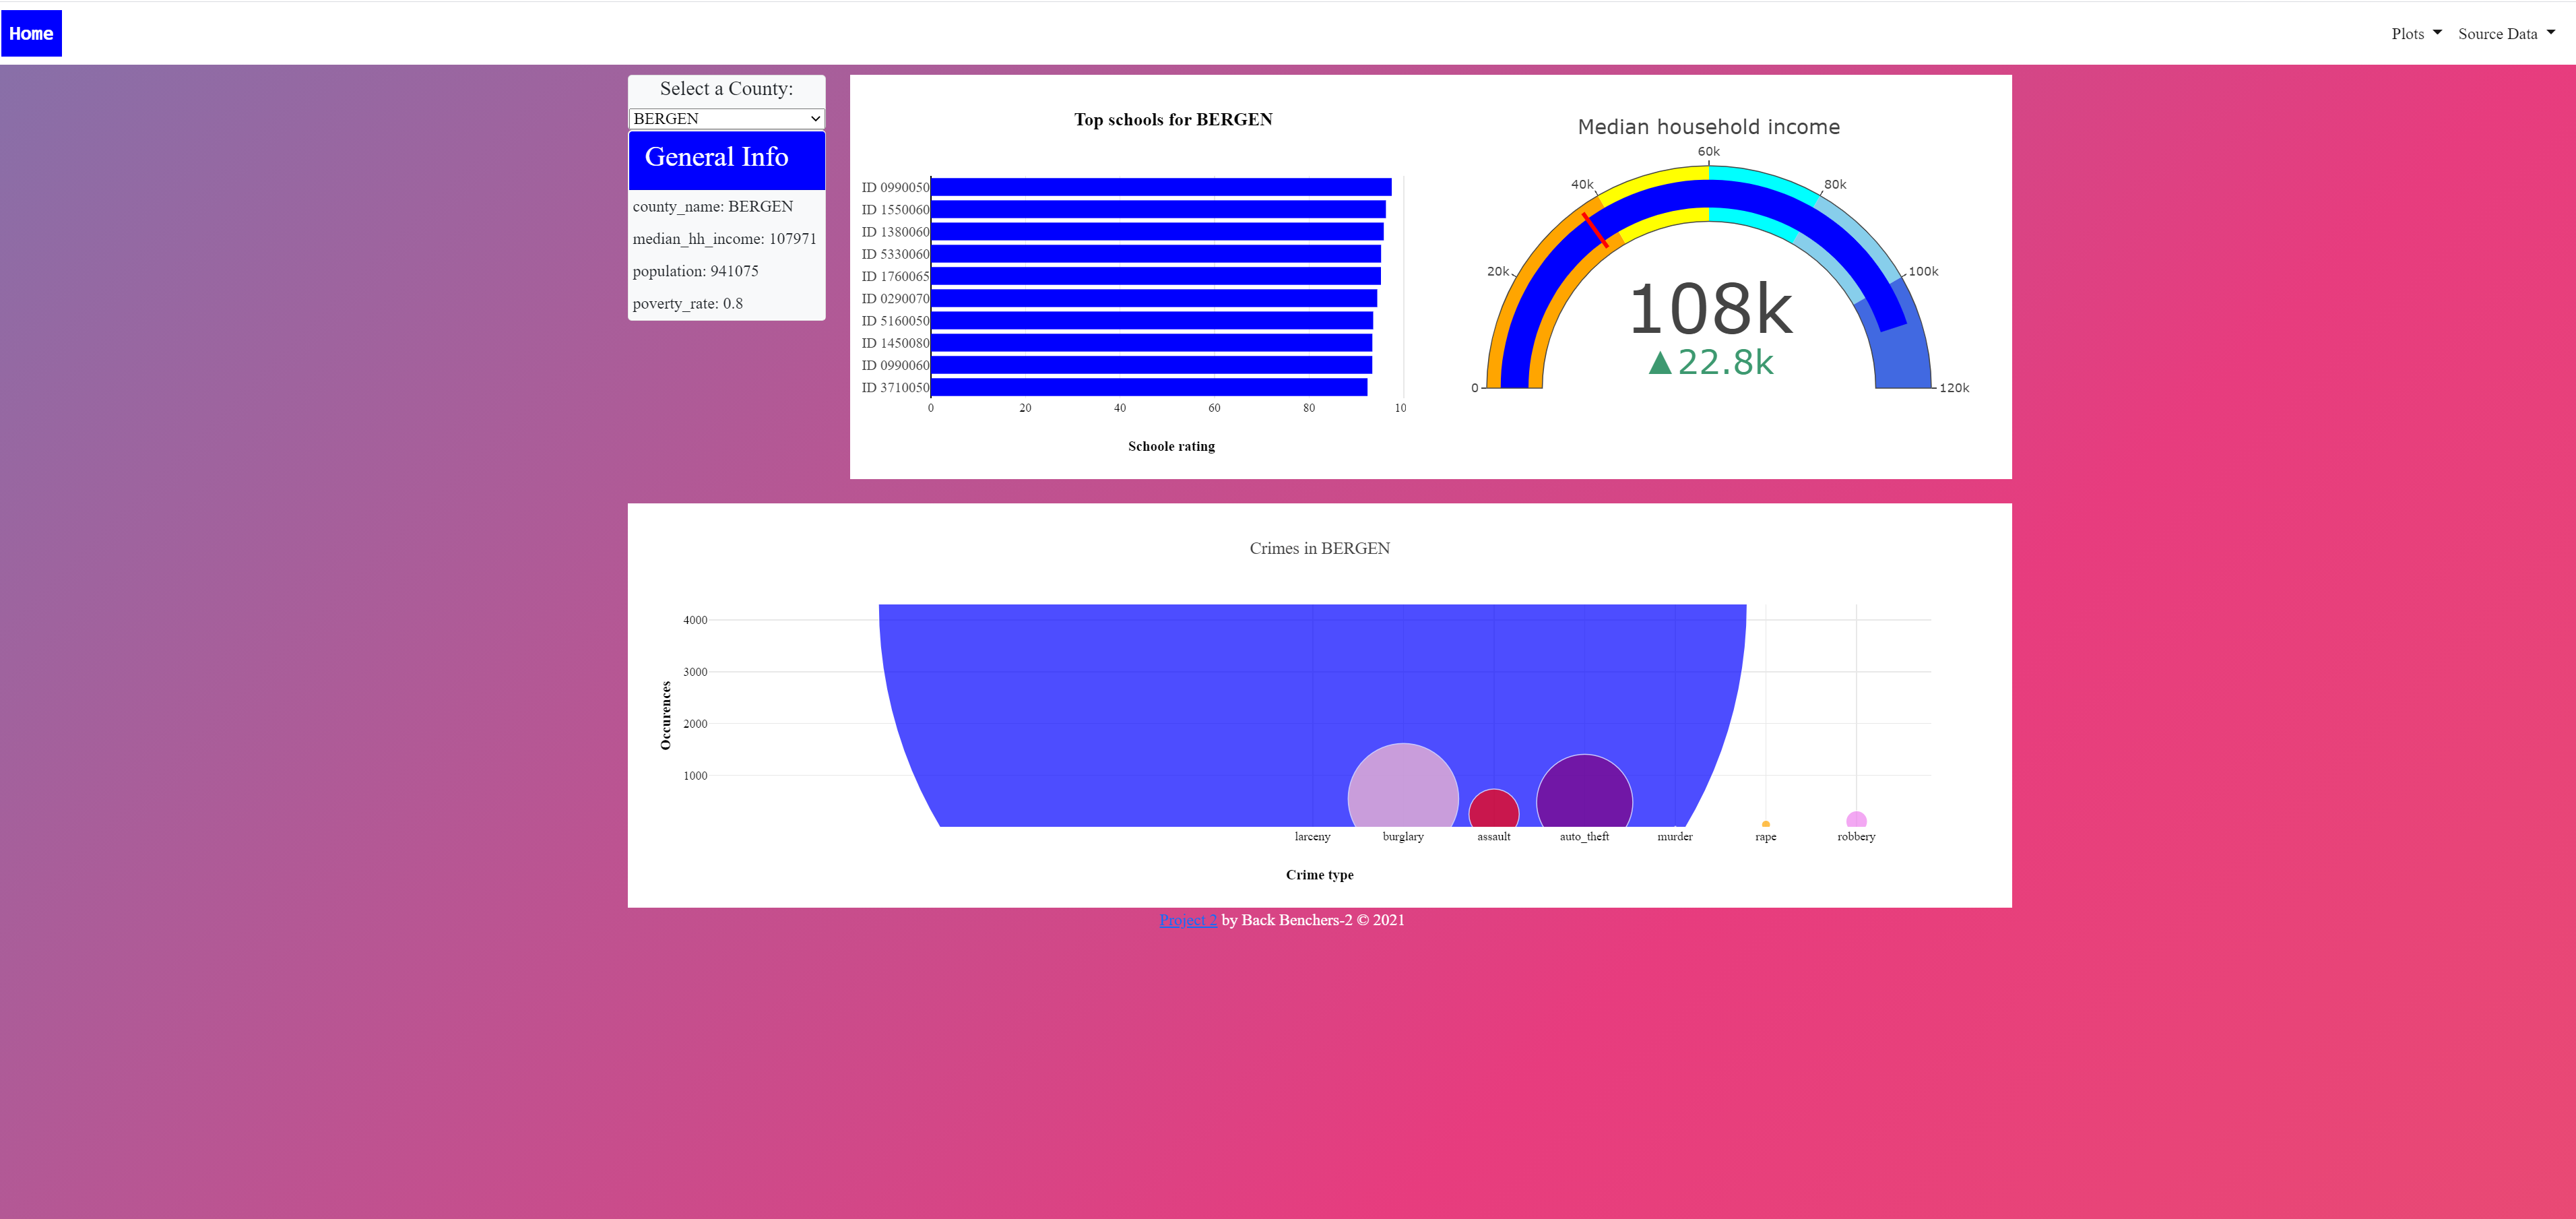 Home
Plots
Source Data
Select a County:
BERGEN
General Info
county_name: BERGEN
median_hh_income: 107971
population: 941075
poverty_rate: 0.8
Top schools for BERGEN
ID 0990050
ID 1550060
ID 1380060
ID 5330060
ID 1760065
ID 0290070
ID 5160050
ID 1450080
ID 0990060
ID 3710050
0 20 40 60 80 10
Schoole rating
Median household income
0 20k 40k 60k 80k 100k 120k
108k
▲22.8k
Crimes in BERGEN
4000
3000
2000
1000
Occurences
larceny burglary assault auto_theft murder rape robbery
Crime type
Project 2 by Back Benchers-2 © 2021